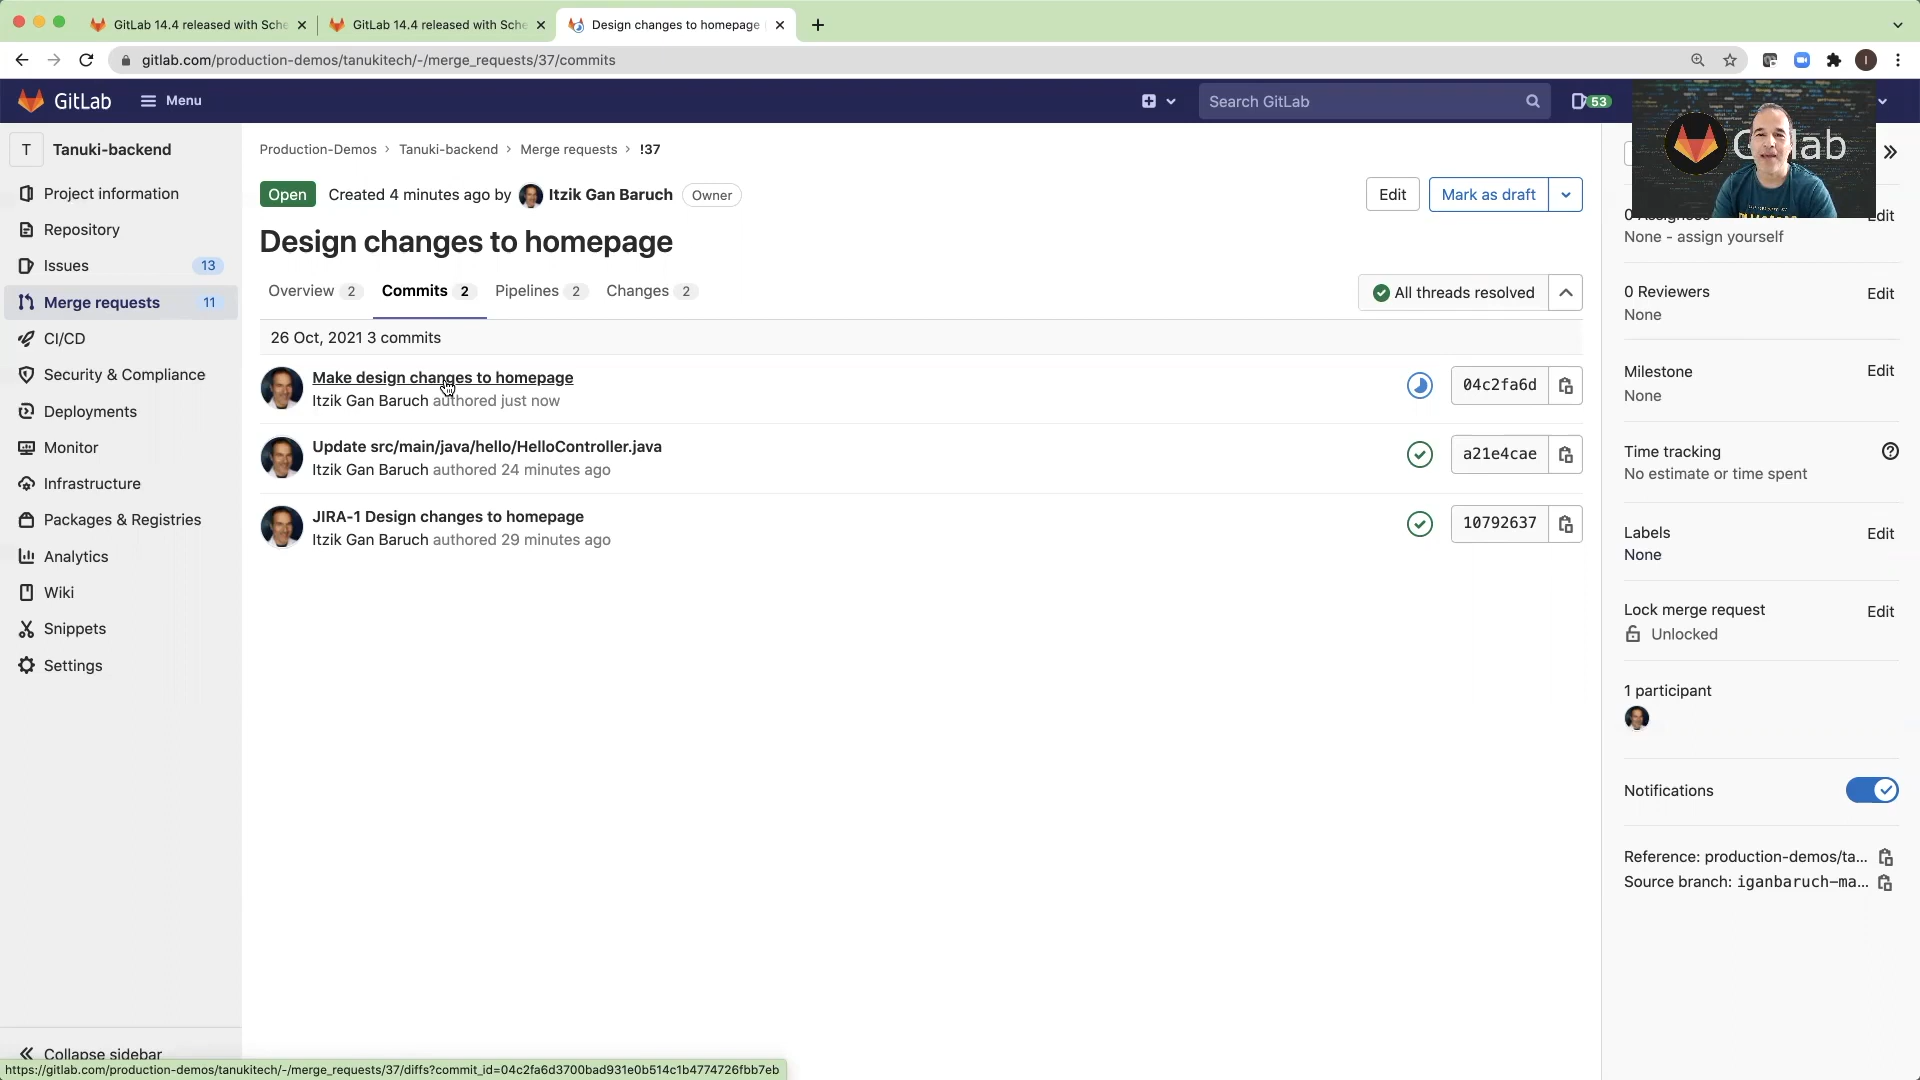 GitLab 14.4 released with Sche
GitLab 14.4 released with Sche
Design changes to homepage
gitlab.com/production-demos/tanukitech/-/merge_requests/37/commits
I
GitLab
Menu
Search GitLab
53
T
Tanuki-backend
Project information
Repository
Issues
13
Merge requests
11
CI/CD
Security & Compliance
Deployments
Monitor
Infrastructure
Packages & Registries
Analytics
Wiki
Snippets
Settings
Collapse sidebar
Production-Demos › Tanuki-backend › Merge requests › !37
Open Created 4 minutes ago by Itzik Gan Baruch Owner
Edit
Mark as draft
Design changes to homepage
Overview 2 Commits 2 Pipelines 2 Changes 2
All threads resolved
26 Oct, 2021 3 commits
Make design changes to homepage
Itzik Gan Baruch authored just now
04c2fa6d
Update src/main/java/hello/HelloController.java
Itzik Gan Baruch authored 24 minutes ago
a21e4cae
JIRA-1 Design changes to homepage
Itzik Gan Baruch authored 29 minutes ago
10792637
None - assign yourself
0 Reviewers Edit
None
Milestone Edit
None
Time tracking
No estimate or time spent
Labels Edit
None
Lock merge request Edit
Unlocked
1 participant
Notifications
Reference: production-demos/ta...
Source branch: iganbaruch-ma...
https://gitlab.com/production-demos/tanukitech/-/merge_requests/37/diffs?commit_id=04c2fa6d3700bad931e0b514c1b4774726fbb7eb